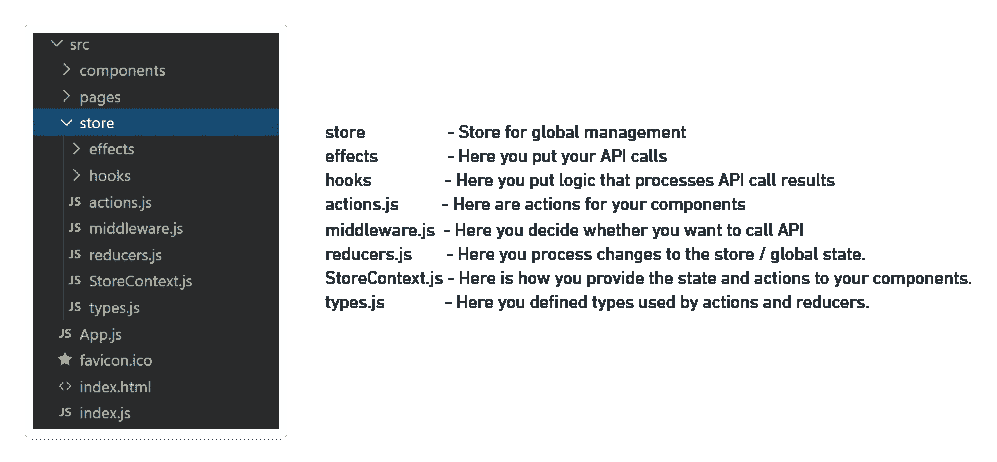 src
components
pages
store
effects
hooks
JS actions.js
JS middleware.js
JS reducers.js
JS StoreContext.js
JS types.js
JS App.js
favicon.ico
<> index.html
JS index.js
store - Store for global management
effects - Here you put your API calls
hooks - Here you put logic that processes API call results
actions.js - Here are actions for your components
middleware.js - Here you decide whether you want to call API
reducers.js - Here you process changes to the store / global state.
StoreContext.js - Here is how you provide the state and actions to your components.
types.js - Here you defined types used by actions and reducers.